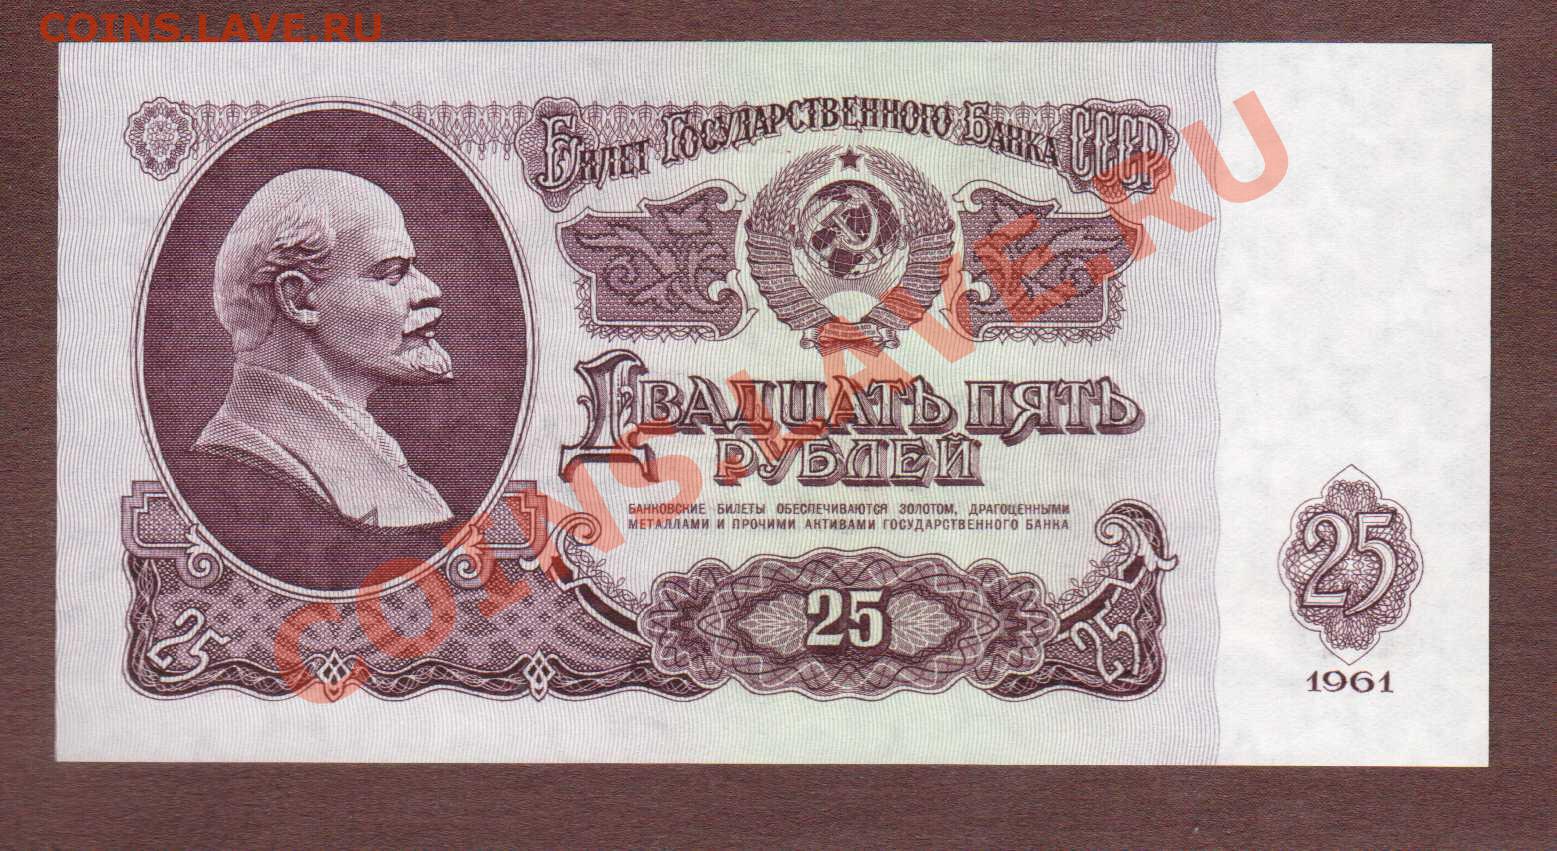 COINS.LAVE.RU
БИЛЕТ ГОСУДАРСТВЕННОГО БАНКА СССР
ДВАДЦАТЬ ПЯТЬ
РУБЛЕЙ
БАНКОВСКИЕ БИЛЕТЫ ОБЕСПЕЧИВАЮТСЯ ЗОЛОТОМ, ДРАГОЦЕННЫМИ
МЕТАЛЛАМИ И ПРОЧИМИ АКТИВАМИ ГОСУДАРСТВЕННОГО БАНКА
25
25
25
25
1961
COINS.LAVE.RU